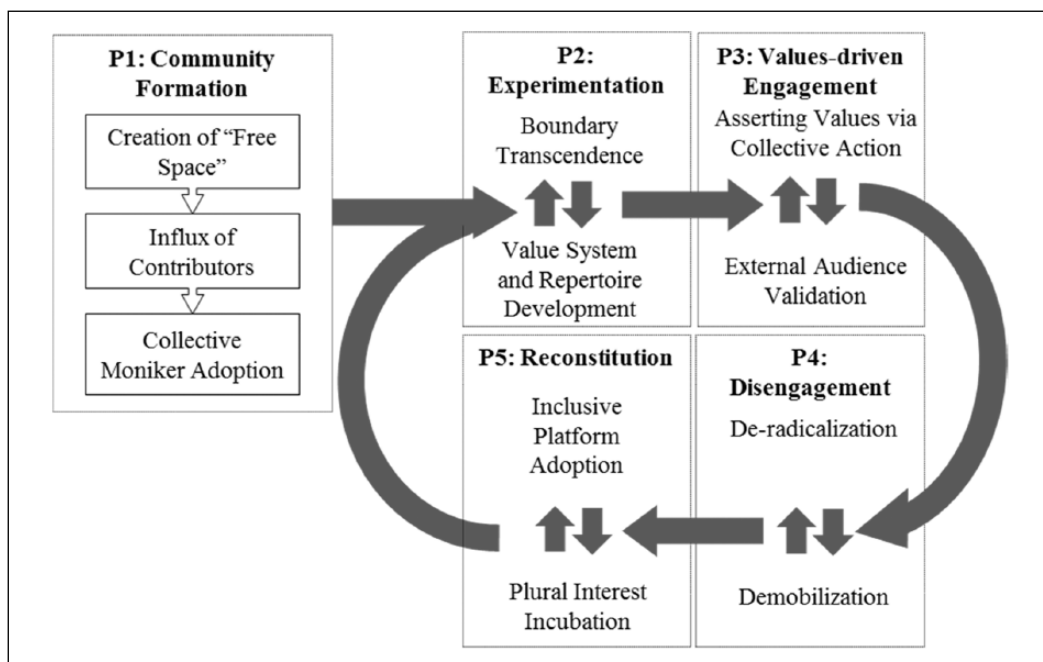 P1: Community
Formation
Creation of “Free
Space”
Influx of
Contributors
Collective
Moniker Adoption
P2:
Experimentation
Boundary
Transcendence
Value System
and Repertoire
Development
P3: Values-driven
Engagement
Asserting Values via
Collective Action
External Audience
Validation
P5: Reconstitution
Inclusive
Platform
Adoption
Plural Interest
Incubation
P4:
Disengagement
De-radicalization
Demobilization